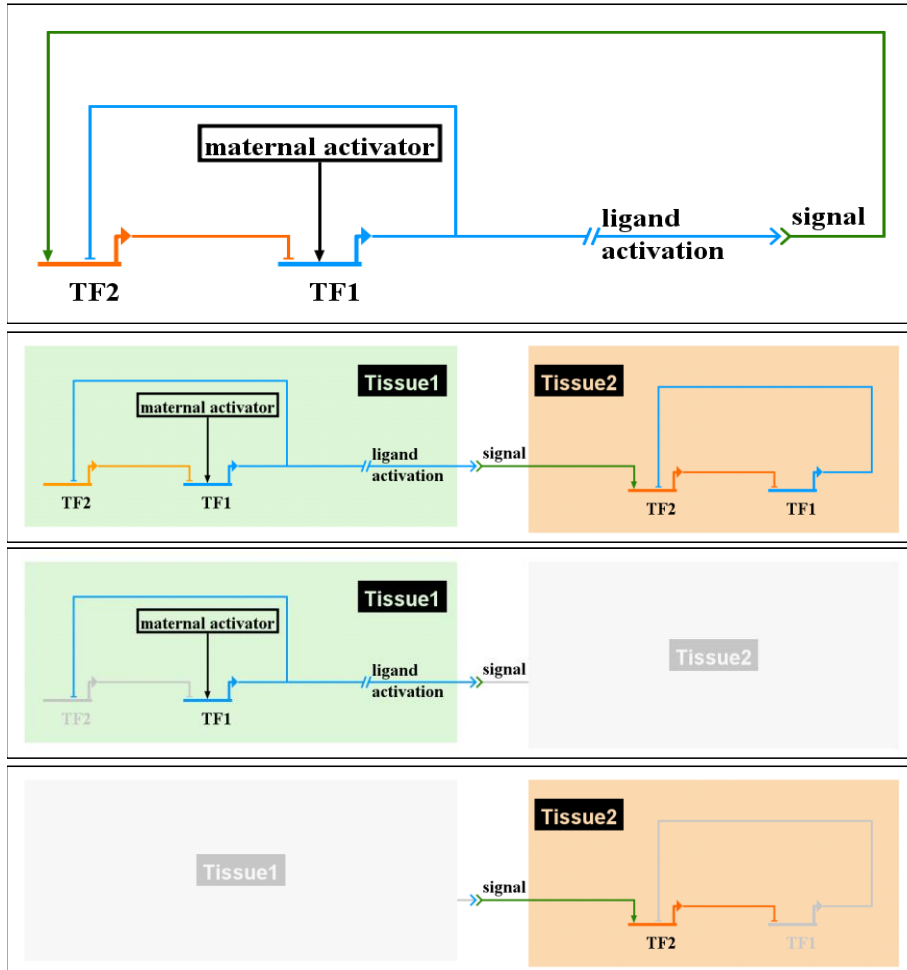 maternal activator
ligand
activation
signal
TF2
TF1
Tissue1
Tissue2
maternal activator
signal
ligand
activation
TF2
TF1
TF2
TF1
Tissue1
maternal activator
Tissue2
signal
ligand
activation
TF2
TF1
Tissue2
Tissue1
signal
TF2
TF1